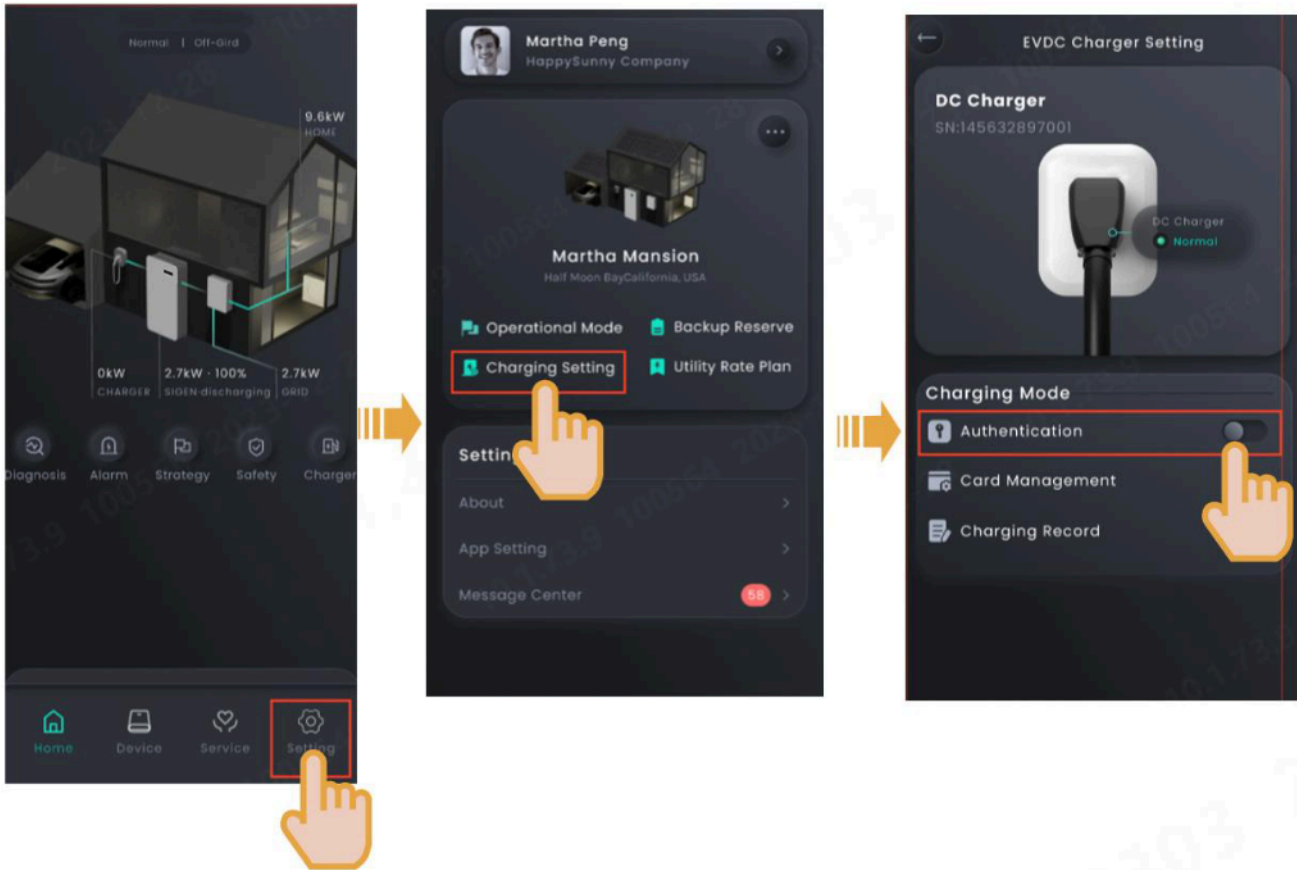 Normal | Off-Gird
9.6kW
HOME
0kW
CHARGER
2.7kW · 100%
SIGEN-discharging
2.7kW
GRID
Diagnosis
Alarm
Strategy
Safety
Charger
Home
Device
Service
Setting
Martha Peng
HappySunny Company
Martha Mansion
Half Moon BayCalifornia, USA
Operational Mode
Backup Reserve
Charging Setting
Utility Rate Plan
Settin
About
App Setting
Message Center
58
EVDC Charger Setting
DC Charger
SN:145632897001
DC Charger
Normal
Charging Mode
Authentication
Card Management
Charging Record